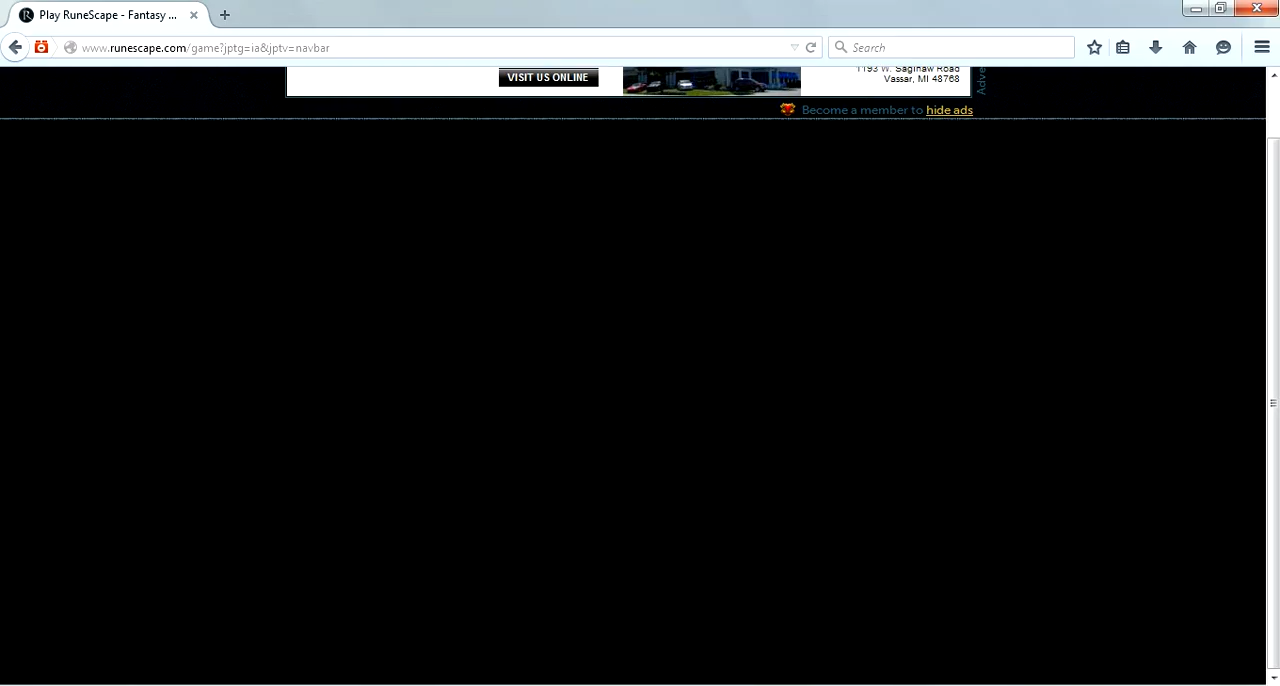 Play RuneScape - Fantasy ...
www.runescape.com/game?jptg=ia&jptv=navbar
Search
VISIT US ONLINE
1193 W. Saginaw Road
Vassar, MI 48768
Adve
Become a member to hide ads